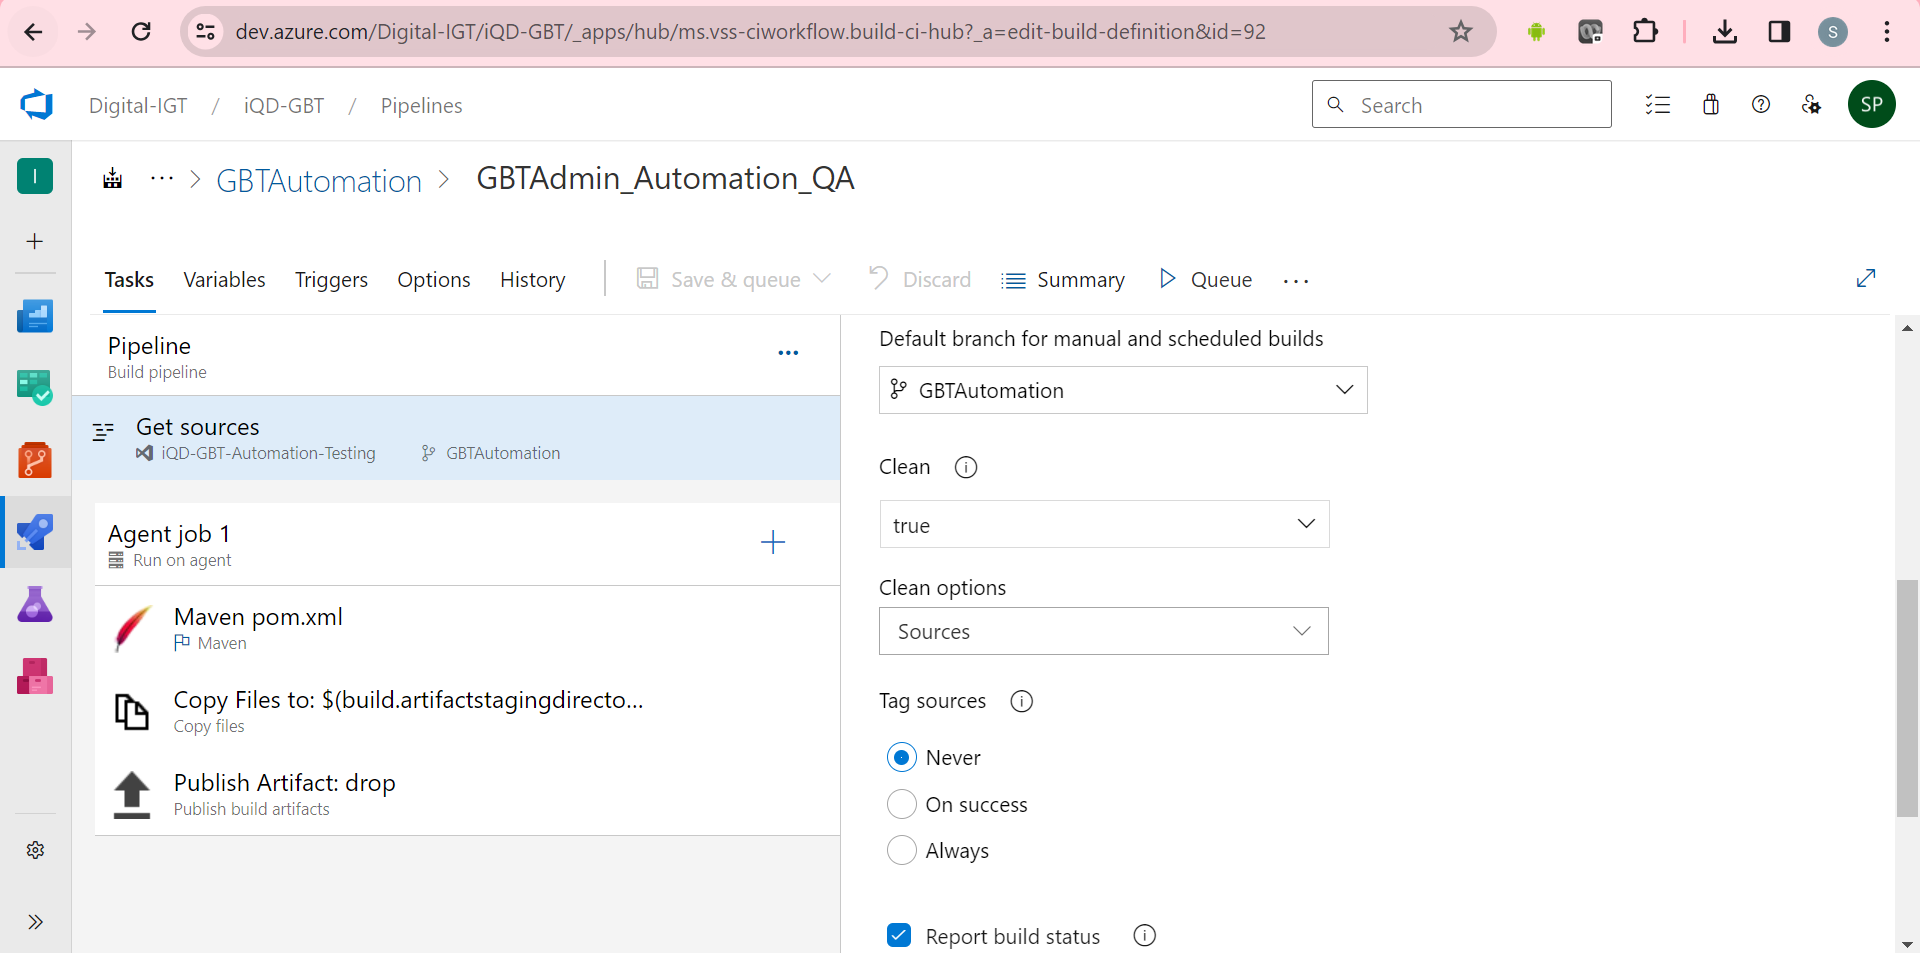 dev.azure.com/Digital-IGT/iQD-GBT/_apps/hub/ms.vss-ciworkflow.build-ci-hub?_a=edit-build-definition&id=92
S
Digital-IGT / iQD-GBT / Pipelines
Search
SP
I
GBTAutomation > GBTAdmin_Automation_QA
Tasks Variables Triggers Options History Save & queue Discard Summary Queue
Pipeline
Build pipeline
Get sources
iQD-GBT-Automation-Testing GBTAutomation
Agent job 1
Run on agent
Maven pom.xml
Maven
Copy Files to: $(build.artifactstagingdirecto...
Copy files
Publish Artifact: drop
Publish build artifacts
Default branch for manual and scheduled builds
GBTAutomation
Clean
true
Clean options
Sources
Tag sources
Never
On success
Always
Report build status